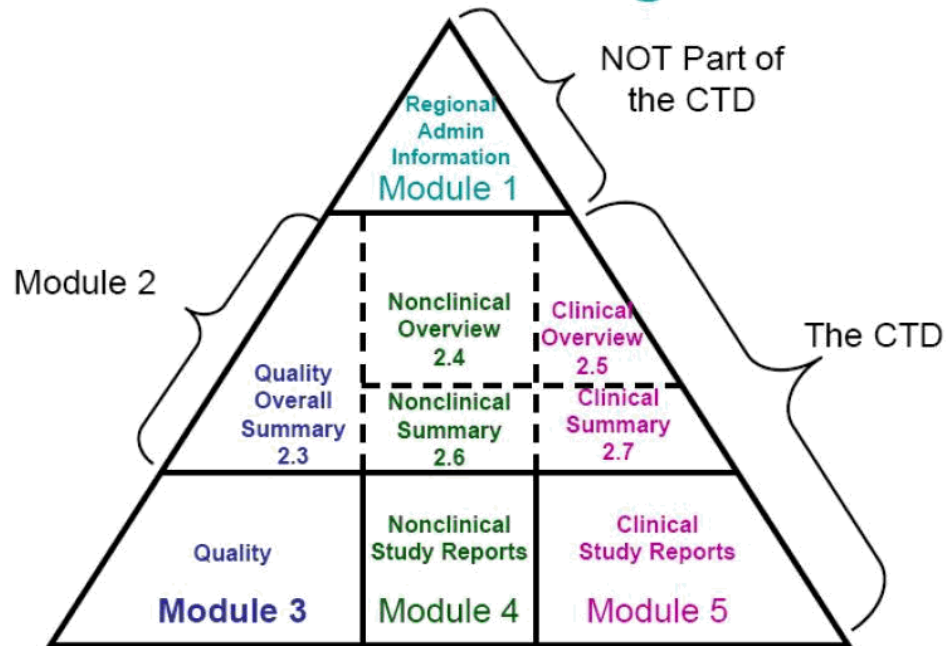 NOT Part of
the CTD
Regional
Admin
Information
Module 1
Module 2
Nonclinical
Overview
2.4
Clinical
Overview
2.5
The CTD
Quality
Overall
Summary
2.3
Nonclinical
Summary
2.6
Clinical
Summary
2.7
Quality
Module 3
Nonclinical
Study Reports
Module 4
Clinical
Study Reports
Module 5